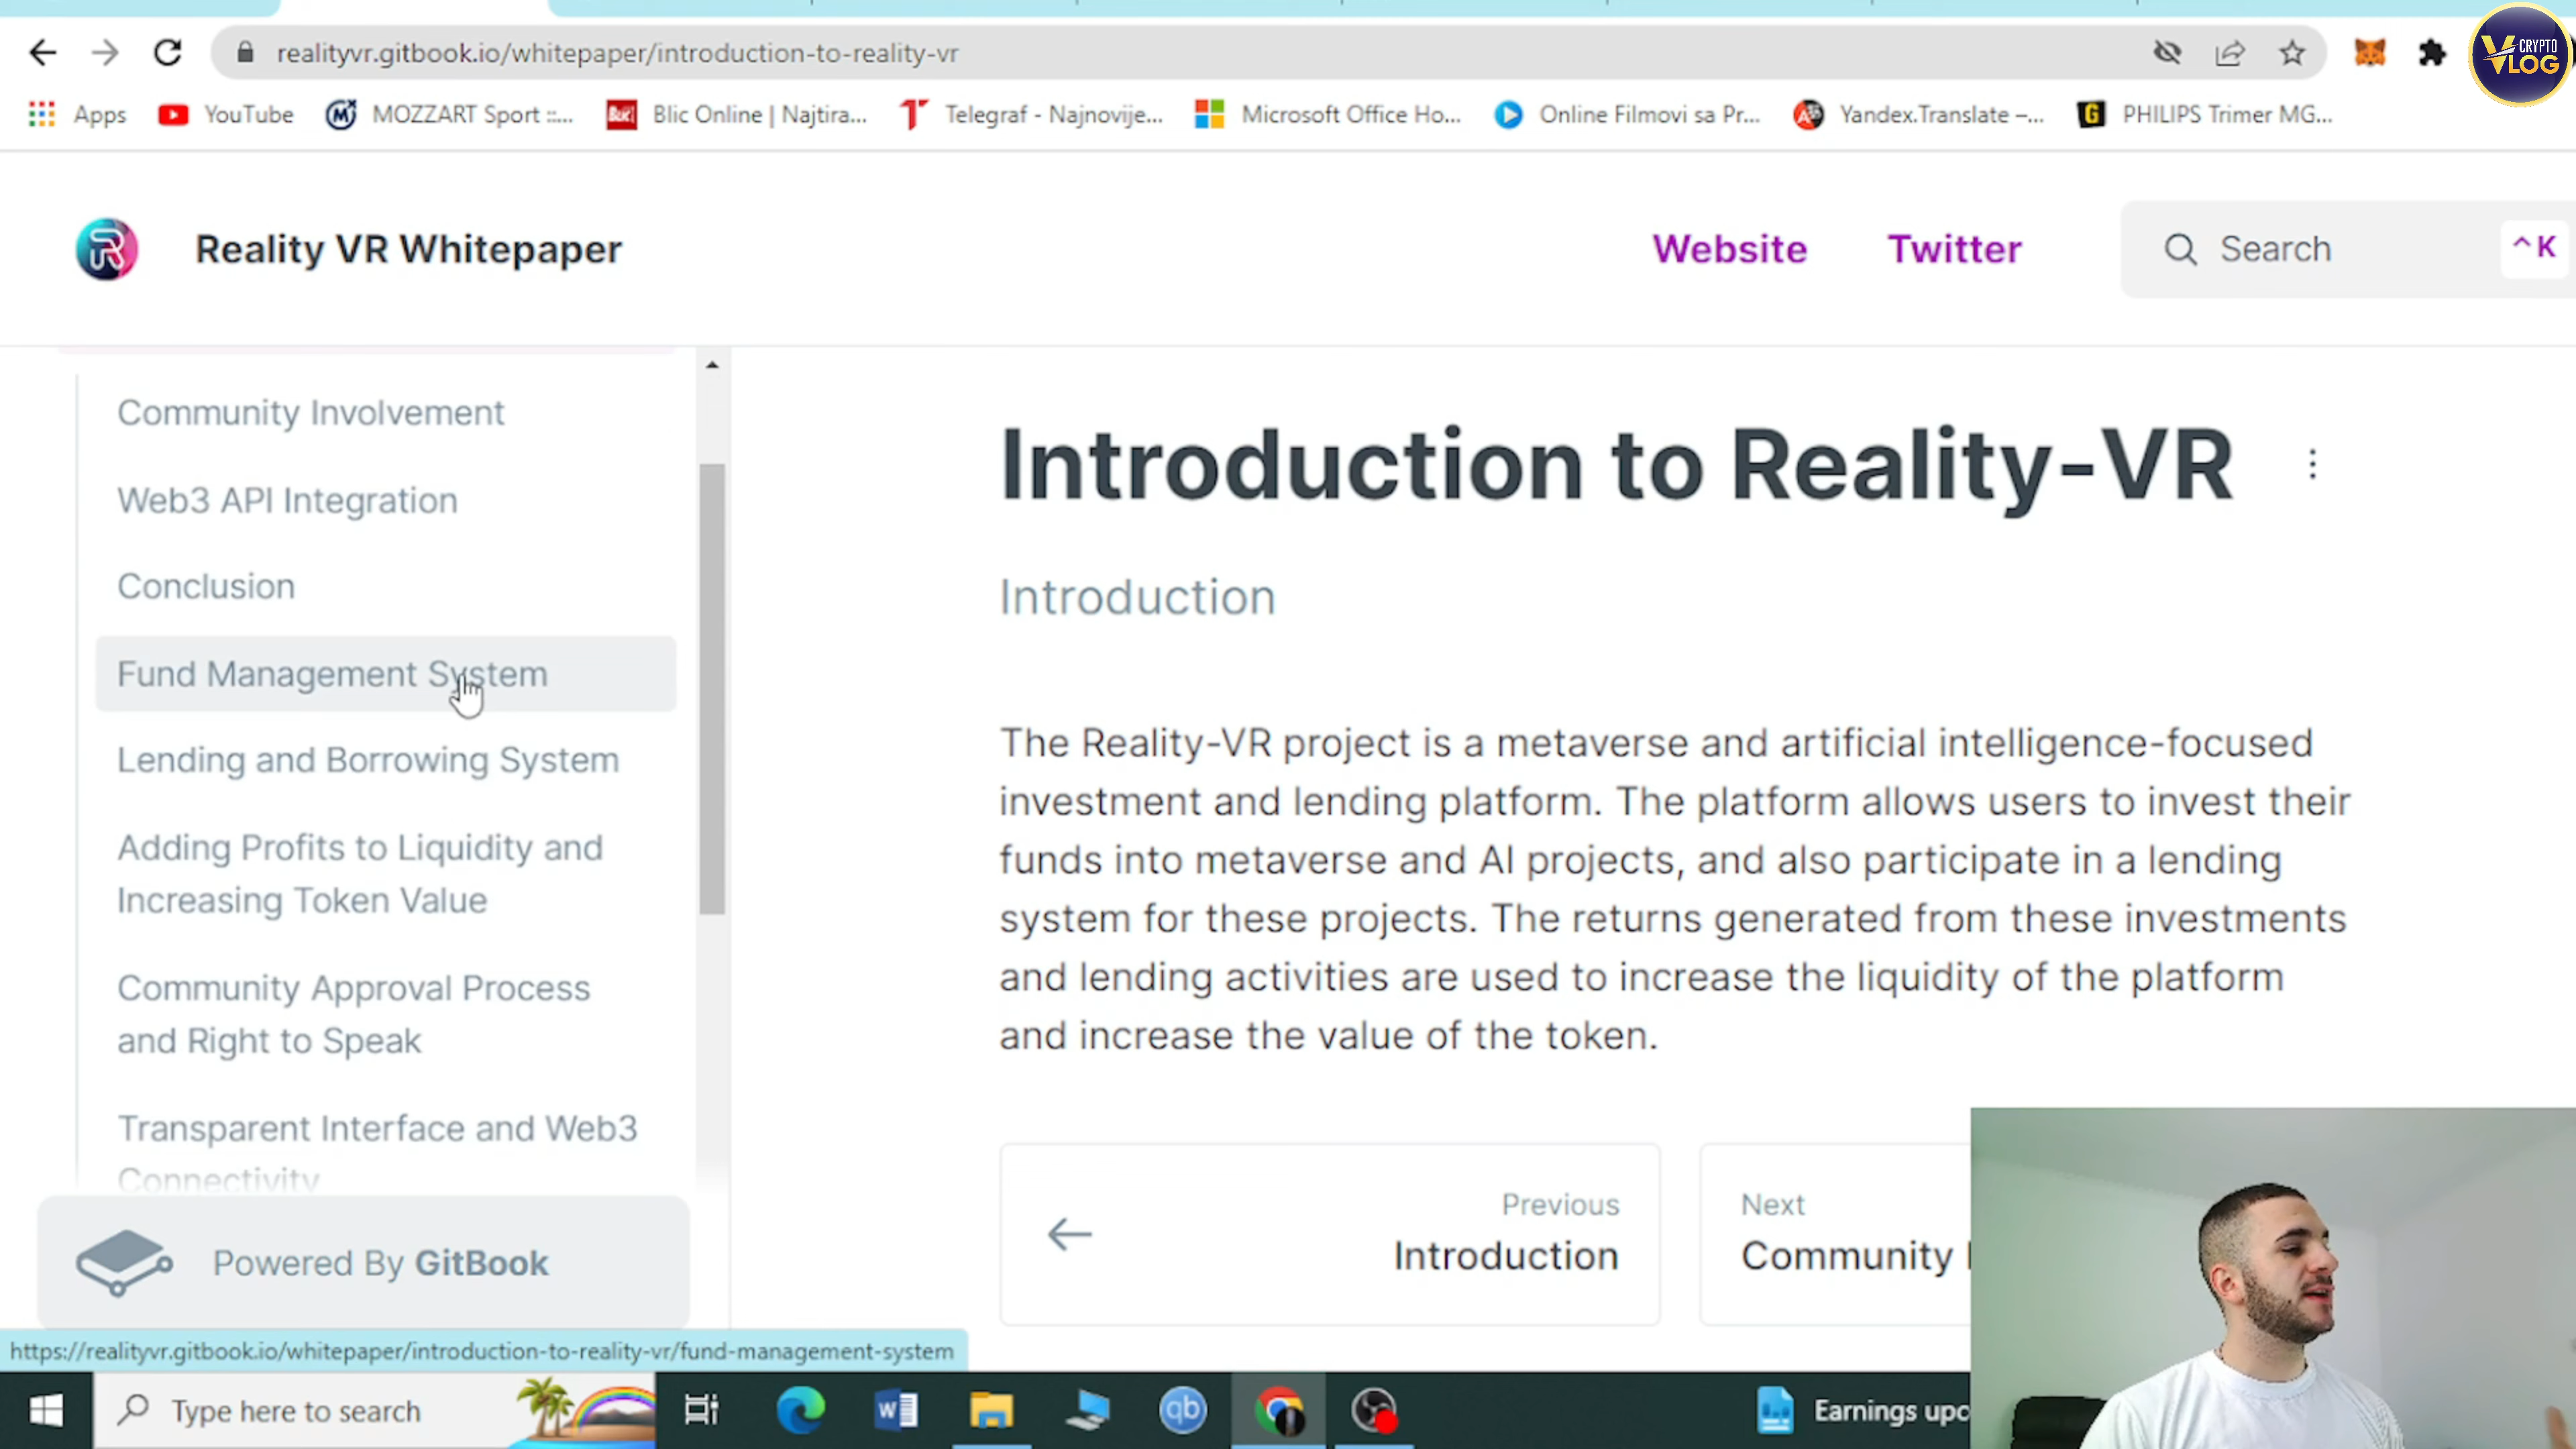 realityvr.gitbook.io/whitepaper/introduction-to-reality-vr
CRYPTO
VLOG
Apps
YouTube
MOZZART Sport ::...
Blic Online | Najtira...
Telegraf - Najnovije...
Microsoft Office Ho...
Online Filmovi sa Pr...
Yandex.Translate –...
PHILIPS Trimer MG...
Reality VR Whitepaper
Website
Twitter
Search
^ K
Community Involvement
Web3 API Integration
Conclusion
Fund Management System
Lending and Borrowing System
Adding Profits to Liquidity and
Increasing Token Value
Community Approval Process
and Right to Speak
Transparent Interface and Web3
Connectivity
Powered By GitBook
Introduction to Reality-VR
Introduction
The Reality-VR project is a metaverse and artificial intelligence-focused
investment and lending platform. The platform allows users to invest their
funds into metaverse and AI projects, and also participate in a lending
system for these projects. The returns generated from these investments
and lending activities are used to increase the liquidity of the platform
and increase the value of the token.
Previous
Introduction
Next
Community
https://realityvr.gitbook.io/whitepaper/introduction-to-reality-vr/fund-management-system
Type here to search
W
qb
Earnings upc